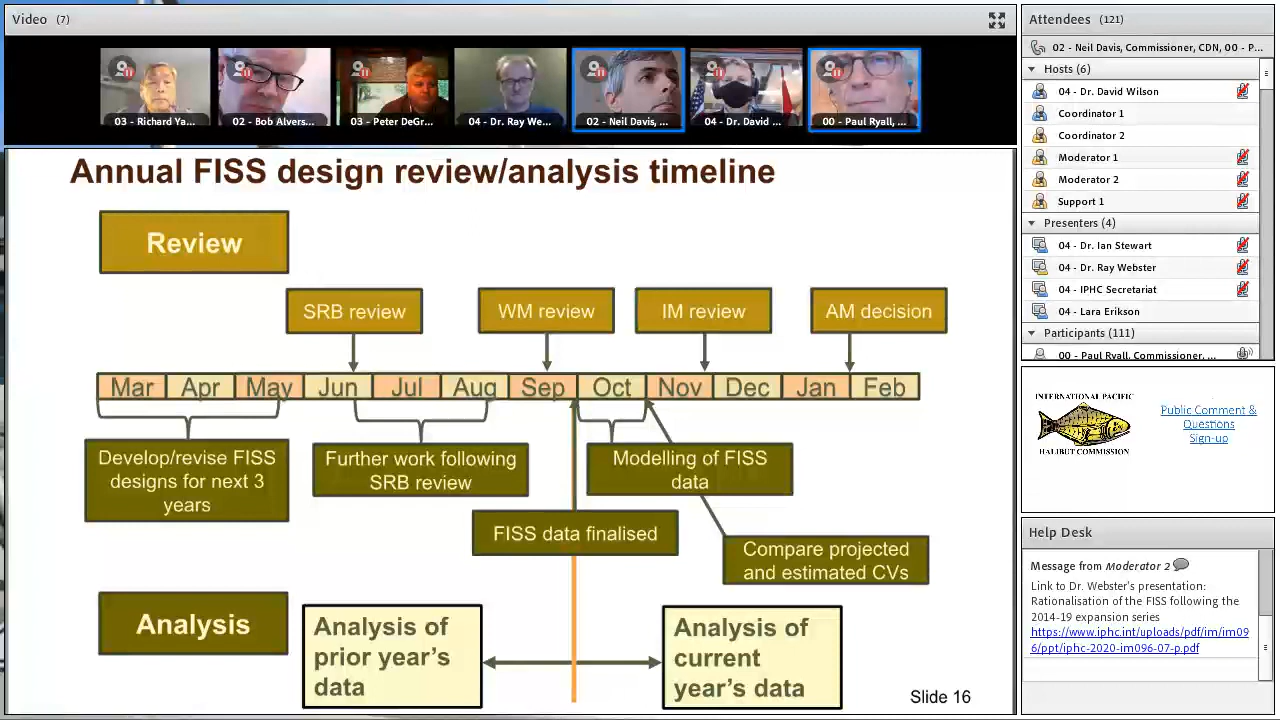 Video (7)
03 - Richard Ya...
02 - Bob Alvers...
03 - Peter DeGr...
04 - Dr. Ray We...
02 - Neil Davis, ...
04 - Dr. David ...
00 - Paul Ryall, ...
Annual FISS design review/analysis timeline
Review
SRB review
WM review
IM review
AM decision
Mar Apr May Jun Jul Aug Sep Oct Nov Dec Jan Feb
Develop/revise FISS
designs for next 3
years
Further work following
SRB review
Modelling of FISS
data
FISS data finalised
Compare projected
and estimated CVs
Analysis
Analysis of
prior year's
data
Analysis of
current
year's data
Slide 16
Attendees (121)
02 - Neil Davis, Commissioner, CDN, 00 - P...
Hosts (6)
04 - Dr. David Wilson
Coordinator 1
Coordinator 2
Moderator 1
Moderator 2
Support 1
Presenters (4)
04 - Dr. Ian Stewart
04 - Dr. Ray Webster
04 - IPHC Secretariat
04 - Lara Erikson
Participants (111)
00 - Paul Ryall, Commissioner, ...
INTERNATIONAL PACIFIC
HALIBUT COMMISSION
Public Comment &
Questions
Sign-up
Help Desk
Message from Moderator 2
Link to Dr. Webster's presentation:
Rationalisation of the FISS following the
2014-19 expansion series
https://www.iphc.int/uploads/pdf/im/im09
6/ppt/iphc-2020-im096-07-p.pdf